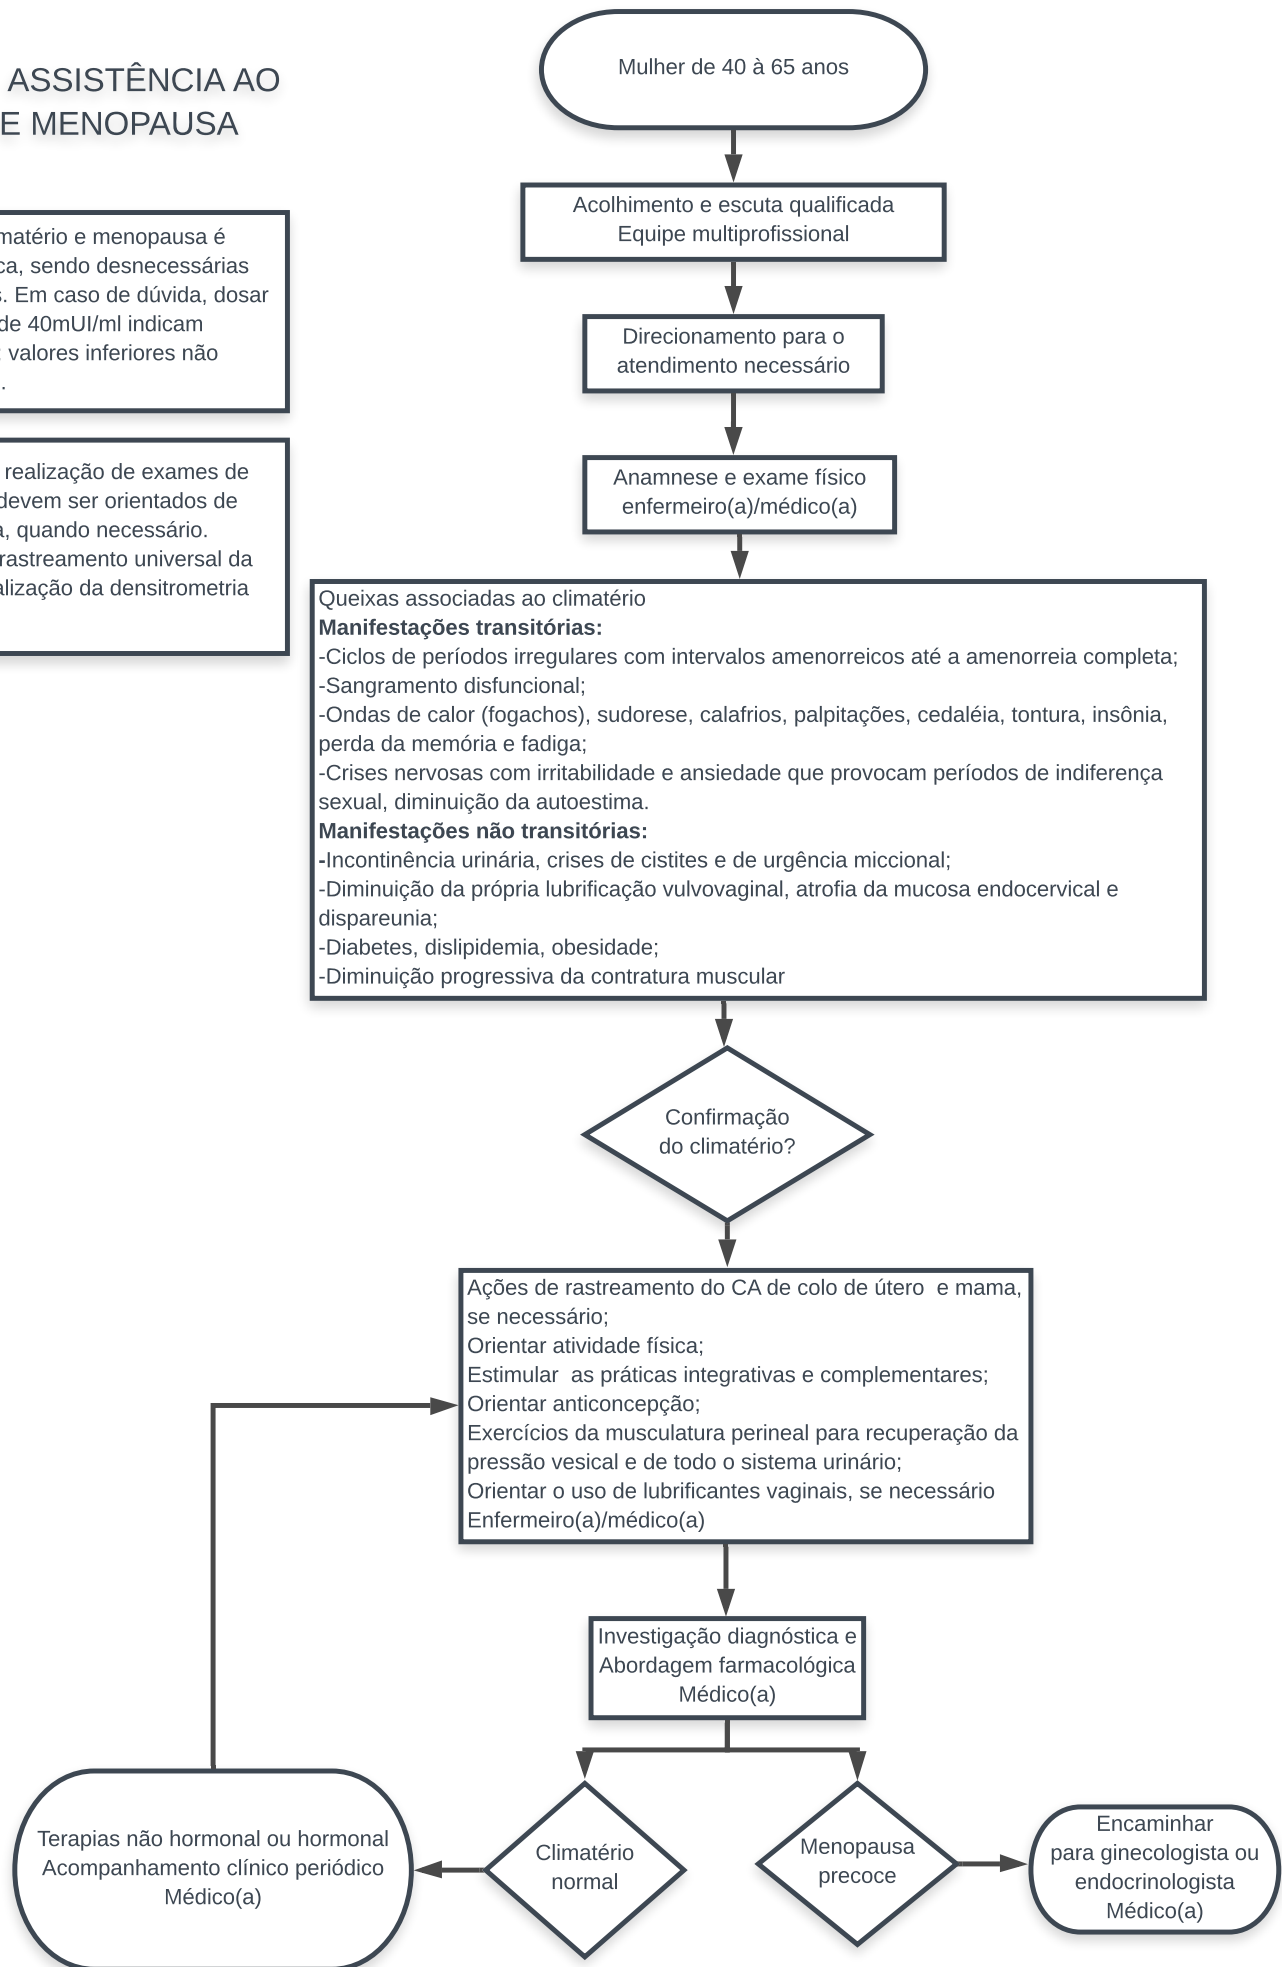 ASSISTÊNCIA AO
E MENOPAUSA
matério e menopausa é
ca, sendo desnecessárias
s. Em caso de dúvida, dosar
de 40mUI/ml indicam
; valores inferiores não
.
realização de exames de
devem ser orientados de
a, quando necessário.
rastreamento universal da
alização da densitrometria
Mulher de 40 à 65 anos
Acolhimento e escuta qualificada
Equipe multiprofissional
Direcionamento para o
atendimento necessário
Anamnese e exame físico
enfermeiro(a)/médico(a)
Queixas associadas ao climatério
Manifestações transitórias:
-Ciclos de períodos irregulares com intervalos amenorreicos até a amenorreia completa;
-Sangramento disfuncional;
-Ondas de calor (fogachos), sudorese, calafrios, palpitações, cedaléia, tontura, insônia,
perda da memória e fadiga;
-Crises nervosas com irritabilidade e ansiedade que provocam períodos de indiferença
sexual, diminuição da autoestima.
Manifestações não transitórias:
-Incontinência urinária, crises de cistites e de urgência miccional;
-Diminuição da própria lubrificação vulvovaginal, atrofia da mucosa endocervical e
dispareunia;
-Diabetes, dislipidemia, obesidade;
-Diminuição progressiva da contratura muscular
Confirmação
do climatério?
Ações de rastreamento do CA de colo de útero  e mama,
se necessário;
Orientar atividade física;
Estimular  as práticas integrativas e complementares;
Orientar anticoncepção;
Exercícios da musculatura perineal para recuperação da
pressão vesical e de todo o sistema urinário;
Orientar o uso de lubrificantes vaginais, se necessário
Enfermeiro(a)/médico(a)
Investigação diagnóstica e
Abordagem farmacológica
Médico(a)
Terapias não hormonal ou hormonal
Acompanhamento clínico periódico
Médico(a)
Climatério
normal
Menopausa
precoce
Encaminhar
para ginecologista ou
endocrinologista
Médico(a)